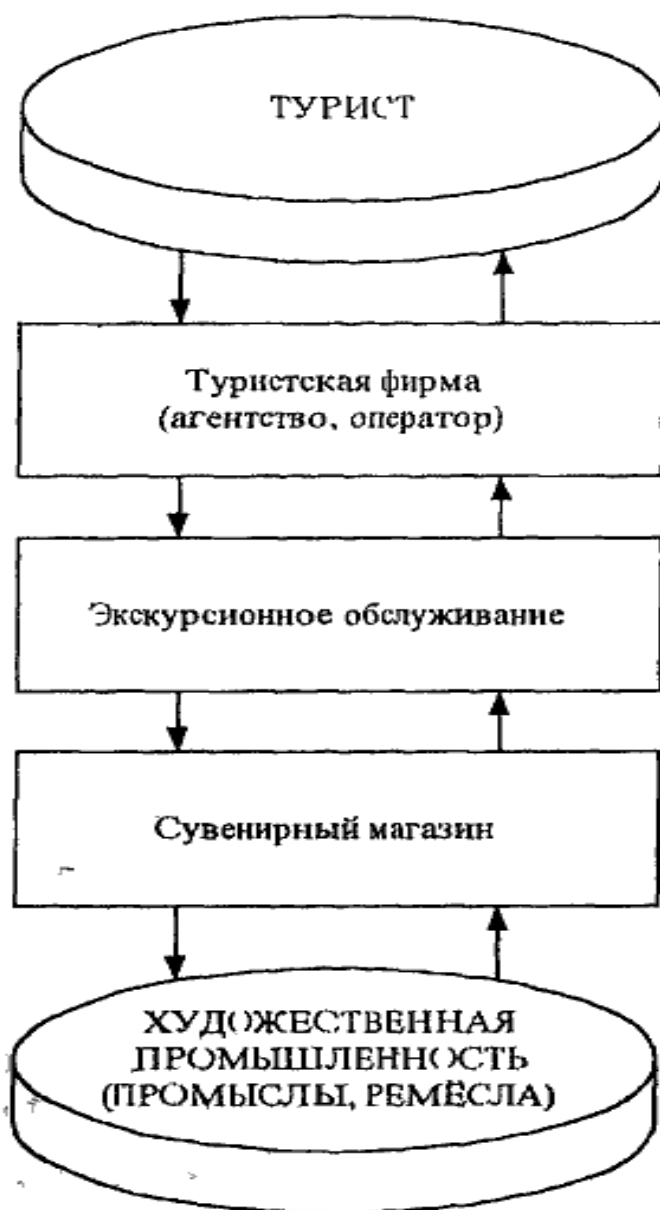 ТУРИСТ
Туристская фирма
(агентство, оператор)
Экскурсионное обслуживание
Сувенирный магазин
ХУДОЖЕСТВЕННАЯ
ПРОМЫШЛЕННОСТЬ
(ПРОМЫСЛЫ, РЕМЁСЛА)